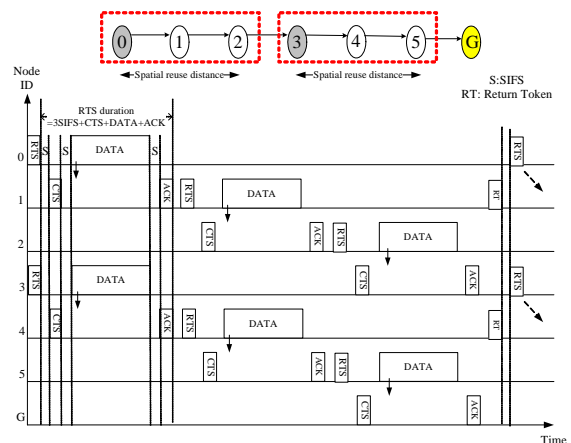 0 1 2 3 4 5 G
Spatial reuse distance Spatial reuse distance
Node
ID
S:SIFS
RT: Return Token
RTS duration
=3SIFS+CTS+DATA+ACK
0 RTS S S DATA S RTS
1 CTS ACK RTS DATA RT
2 CTS ACK RTS DATA
3 RTS DATA CTS ACK RTS
4 CTS ACK RTS DATA RT
5 CTS ACK RTS DATA
G CTS ACK
Time